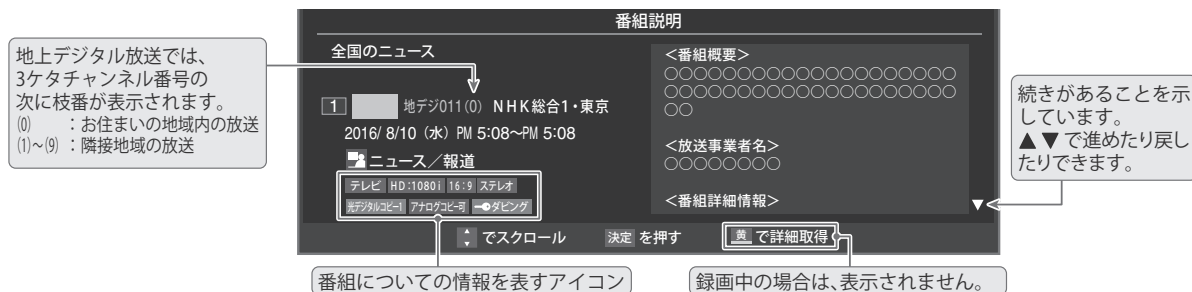 番組説明
地上デジタル放送では、
3ケタチャンネル番号の
次に枝番が表示されます。
(0) ：お住まいの地域内の放送
(1)~(9)：隣接地域の放送
全国のニュース
1 地デジ011(0) NHK総合1・東京
2016/ 8/10（水）PM 5:08~PM 5:08
ニュース／報道
テレビ HD:1080i 16:9 ステレオ
光デジタルコピー1 アナログコピー可 ダビング
<番組概要>
○○○○○○○○○○○○○○○○○○○○
○○○○○○○○○○○○○○○○○○○○
○○
<放送事業者名>
○○○○○○○○
<番組詳細情報>
▼
続きがあることを示
しています。
▲▼で進めたり戻し
たりできます。
でスクロール 決定 を押す 黄 で詳細取得
番組についての情報を表すアイコン
録画中の場合は、表示されません。